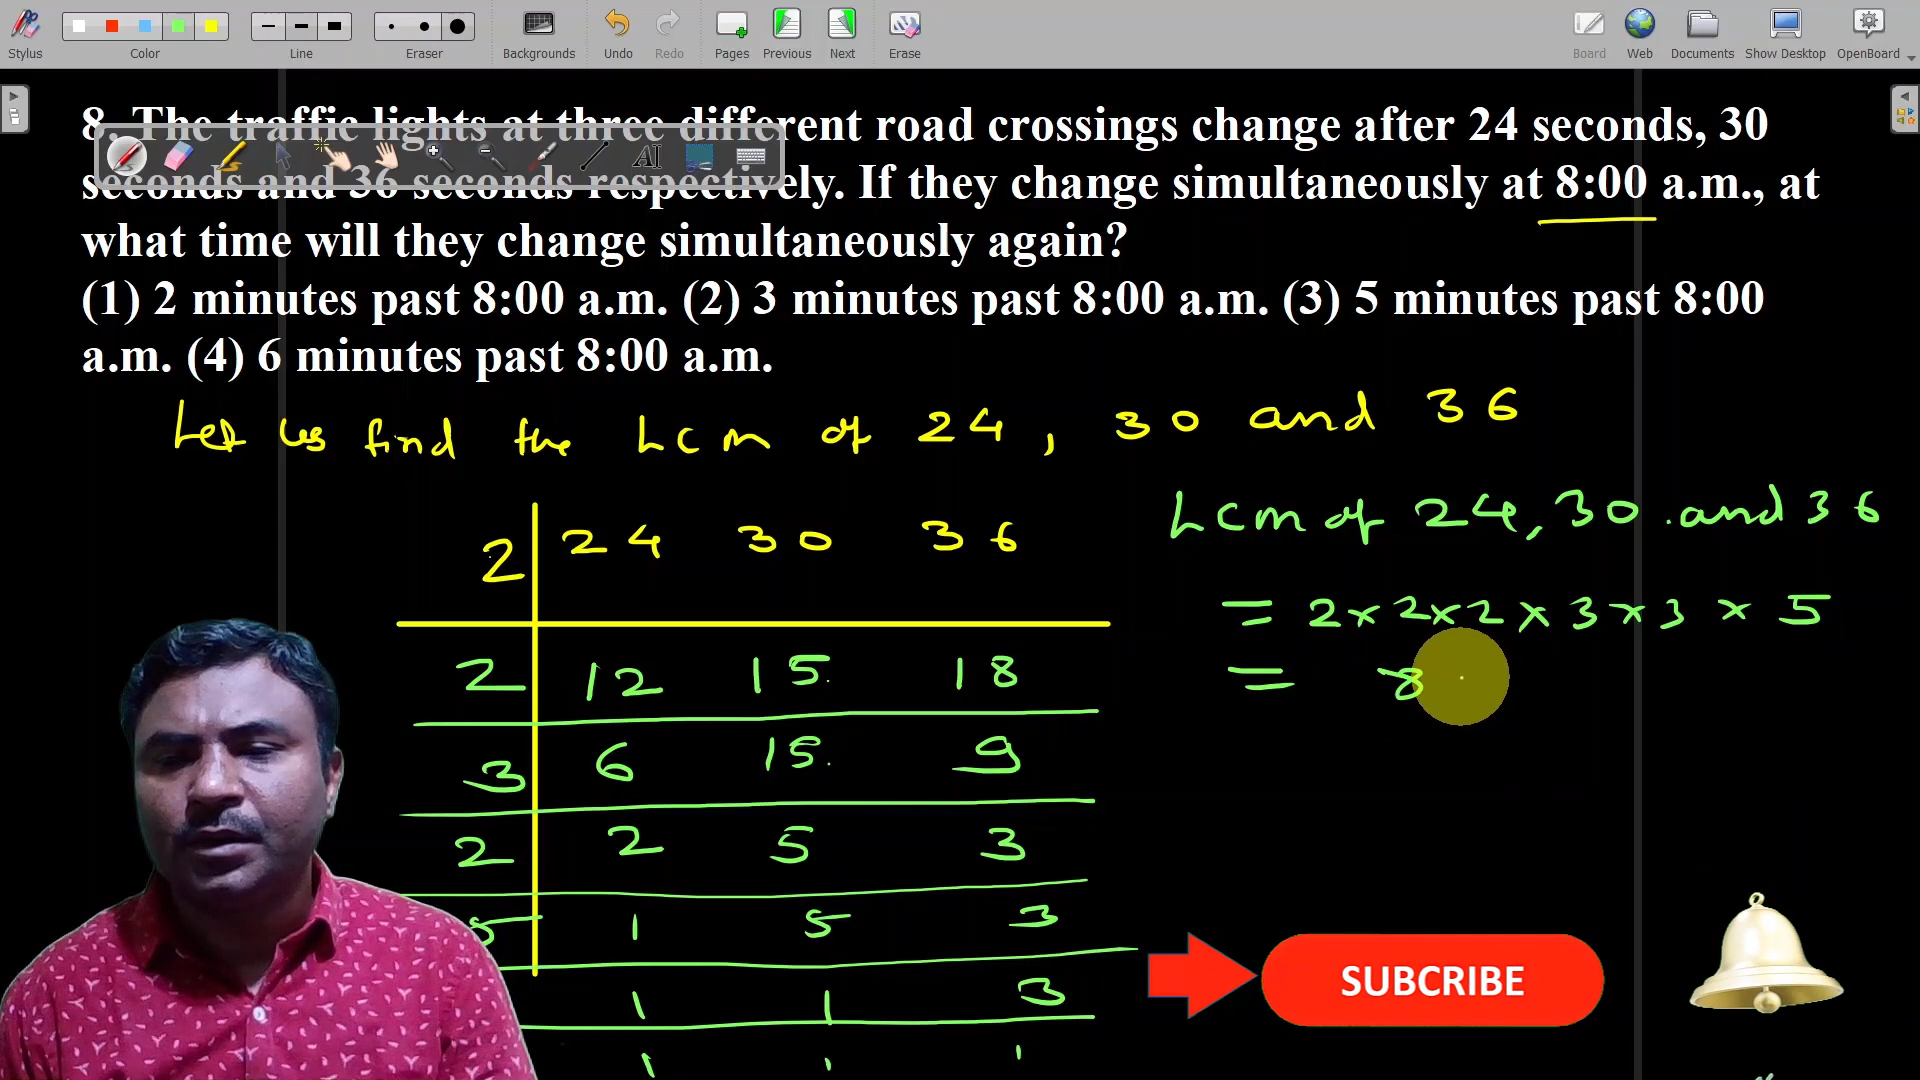 Stylus Color Line Eraser Backgrounds Undo Redo Pages Previous Next Erase Board Web Documents Show Desktop OpenBoard
8. The traffic lights at three different road crossings change after 24 seconds, 30
seconds and 36 seconds respectively. If they change simultaneously at 8:00 a.m., at
what time will they change simultaneously again?
(1) 2 minutes past 8:00 a.m. (2) 3 minutes past 8:00 a.m. (3) 5 minutes past 8:00
a.m. (4) 6 minutes past 8:00 a.m.
Let us find the LCM of 24, 30 and 36
2 24 30 36
2 12 15 18
3 6 15 9
2 2 5 3
5 1 5 3
1 1 3
1 1 1
LCM of 24, 30 and 36
= 2×2×2×3×3×5
= 8
SUBSCRIBE